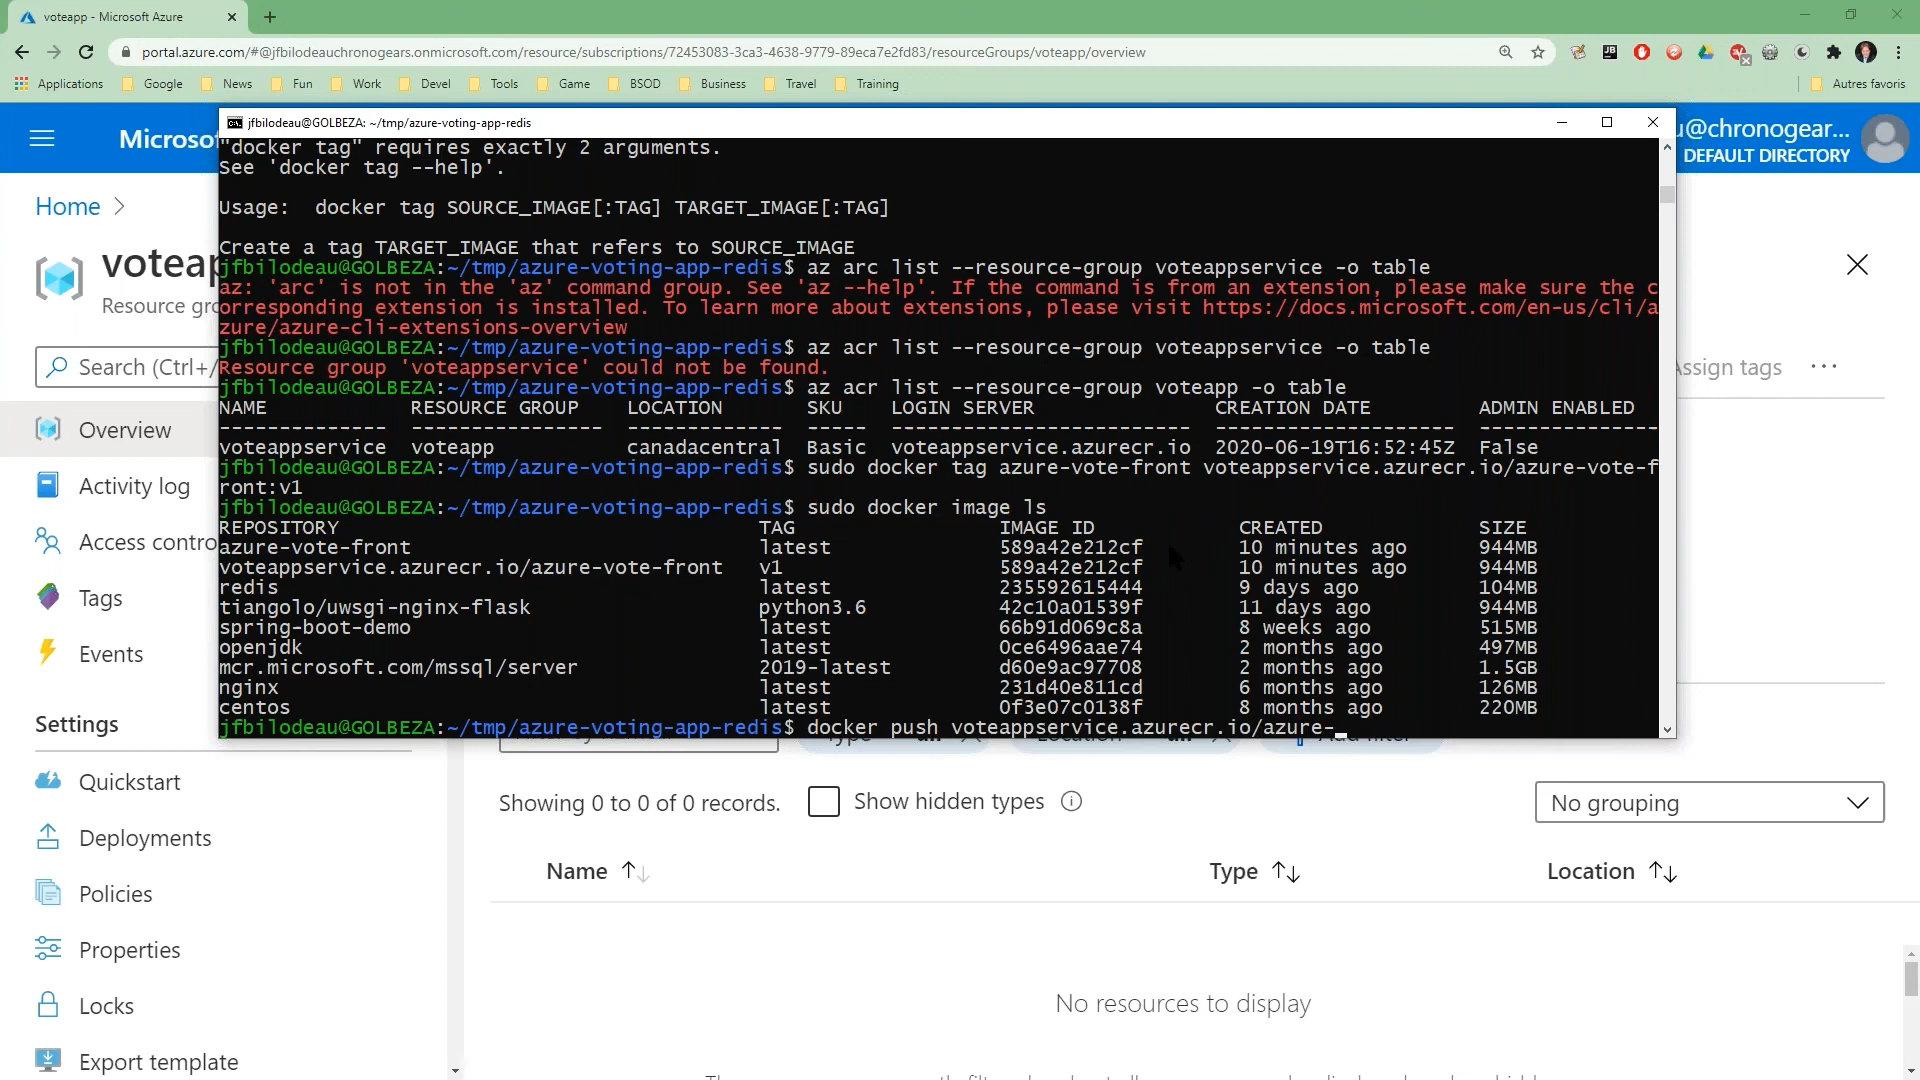 voteapp - Microsoft Azure
portal.azure.com/#@jfbilodeauchronogears.onmicrosoft.com/resource/subscriptions/72453083-3ca3-4638-9779-89eca7e2fd83/resourceGroups/voteapp/overview
Applications Google News Fun Work Devel Tools Game BSOD Business Travel Training Autres favoris
Microso
u@chronogear...
DEFAULT DIRECTORY
Home
voteap
Resource gro
Search (Ctrl+/
Assign tags ...
Overview
Activity log
Access contro
Tags
Events
Settings
Quickstart
Deployments
Policies
Properties
Locks
Export template
jfbilodeau@GOLBEZA: ~/tmp/azure-voting-app-redis
"docker tag" requires exactly 2 arguments.
See 'docker tag --help'.
Usage:  docker tag SOURCE_IMAGE[:TAG] TARGET_IMAGE[:TAG]
Create a tag TARGET_IMAGE that refers to SOURCE_IMAGE
jfbilodeau@GOLBEZA:~/tmp/azure-voting-app-redis$ az arc list --resource-group voteappservice -o table
az: 'arc' is not in the 'az' command group. See 'az --help'. If the command is from an extension, please make sure the c
orresponding extension is installed. To learn more about extensions, please visit https://docs.microsoft.com/en-us/cli/a
zure/azure-cli-extensions-overview
jfbilodeau@GOLBEZA:~/tmp/azure-voting-app-redis$ az acr list --resource-group voteappservice -o table
Resource group 'voteappservice' could not be found.
jfbilodeau@GOLBEZA:~/tmp/azure-voting-app-redis$ az acr list --resource-group voteapp -o table
NAME RESOURCE GROUP LOCATION SKU LOGIN SERVER CREATION DATE ADMIN ENABLED
-------------- ---------------- ------------- ----- ------------------------- -------------------- ---------------
voteappservice voteapp canadacentral Basic voteappservice.azurecr.io 2020-06-19T16:52:45Z False
jfbilodeau@GOLBEZA:~/tmp/azure-voting-app-redis$ sudo docker tag azure-vote-front voteappservice.azurecr.io/azure-vote-f
ront:v1
jfbilodeau@GOLBEZA:~/tmp/azure-voting-app-redis$ sudo docker image ls
REPOSITORY TAG IMAGE ID CREATED SIZE
azure-vote-front latest 589a42e212cf 10 minutes ago 944MB
voteappservice.azurecr.io/azure-vote-front v1 589a42e212cf 10 minutes ago 944MB
redis latest 235592615444 9 days ago 104MB
tiangolo/uwsgi-nginx-flask python3.6 42c10a01539f 11 days ago 944MB
spring-boot-demo latest 66b91d069c8a 8 weeks ago 515MB
openjdk latest 0ce6496aae74 2 months ago 497MB
mcr.microsoft.com/mssql/server 2019-latest d60e9ac97708 2 months ago 1.5GB
nginx latest 231d40e811cd 6 months ago 126MB
centos latest 0f3e07c0138f 8 months ago 220MB
jfbilodeau@GOLBEZA:~/tmp/azure-voting-app-redis$ docker push voteappservice.azurecr.io/azure-
Showing 0 to 0 of 0 records. Show hidden types
No grouping
Name Type Location
No resources to display